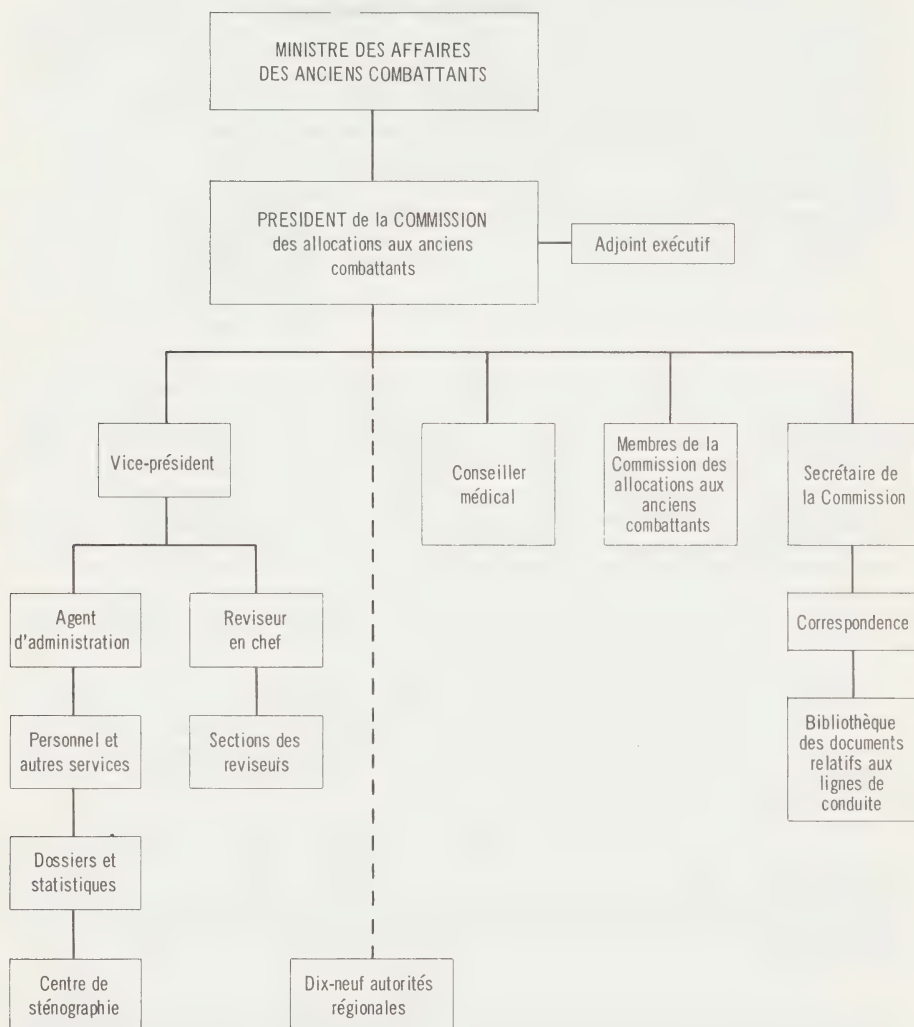 MINISTRE DES AFFAIRES
DES ANCIENS COMBATTANTS
PRESIDENT de la COMMISSION
des allocations aux anciens
combattants
Adjoint exécutif
Vice-président
Conseiller
médical
Membres de la
Commission des
allocations aux
anciens
combattants
Secrétaire de
la Commission
Agent
d'administration
Reviseur
en chef
Correspondence
Personnel et
autres services
Sections des
reviseurs
Bibliothèque
des documents
relatifs aux
lignes de
conduite
Dossiers et
statistiques
Centre de
sténographie
Dix-neuf autorités
régionales